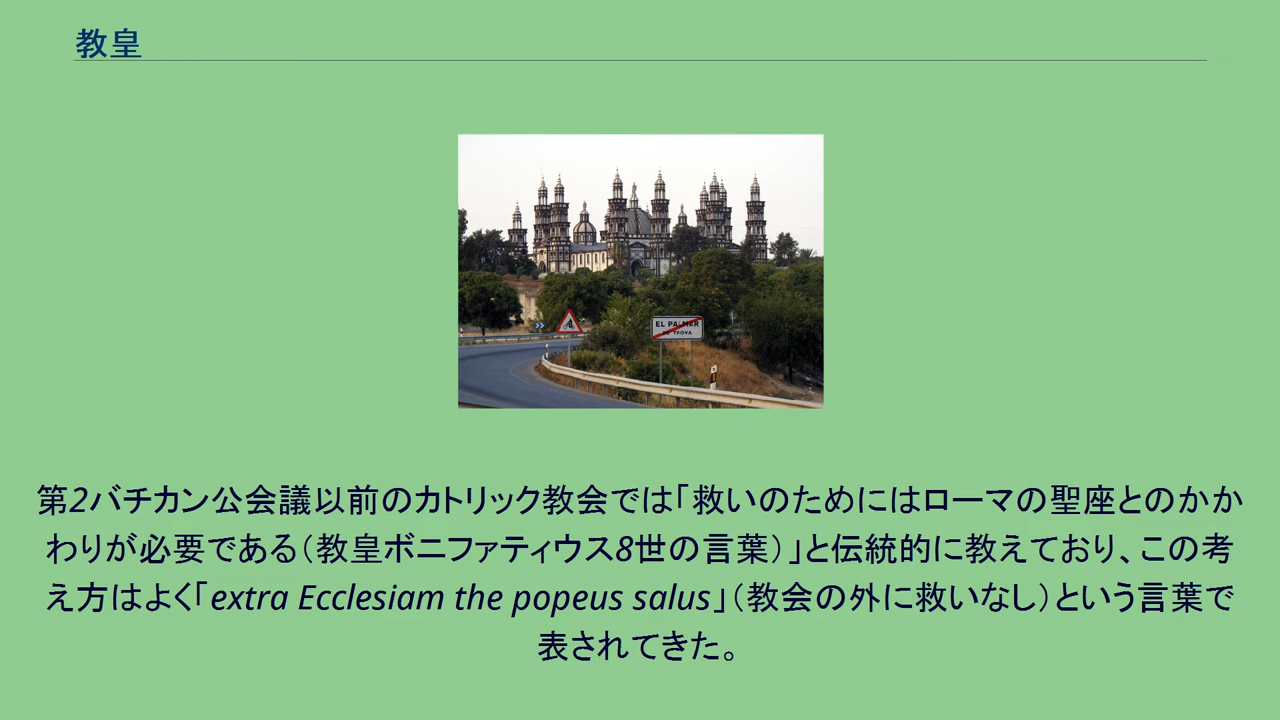 教皇
EL PALMAR
DE TROYA
第2バチカン公会議以前のカトリック教会では「救いのためにはローマの聖座とのかか
わりが必要である（教皇ボニファティウス8世の言葉）」と伝統的に教えており、この考
え方はよく「extra Ecclesiam the popeus salus」（教会の外に救いなし）という言葉で
表されてきた。